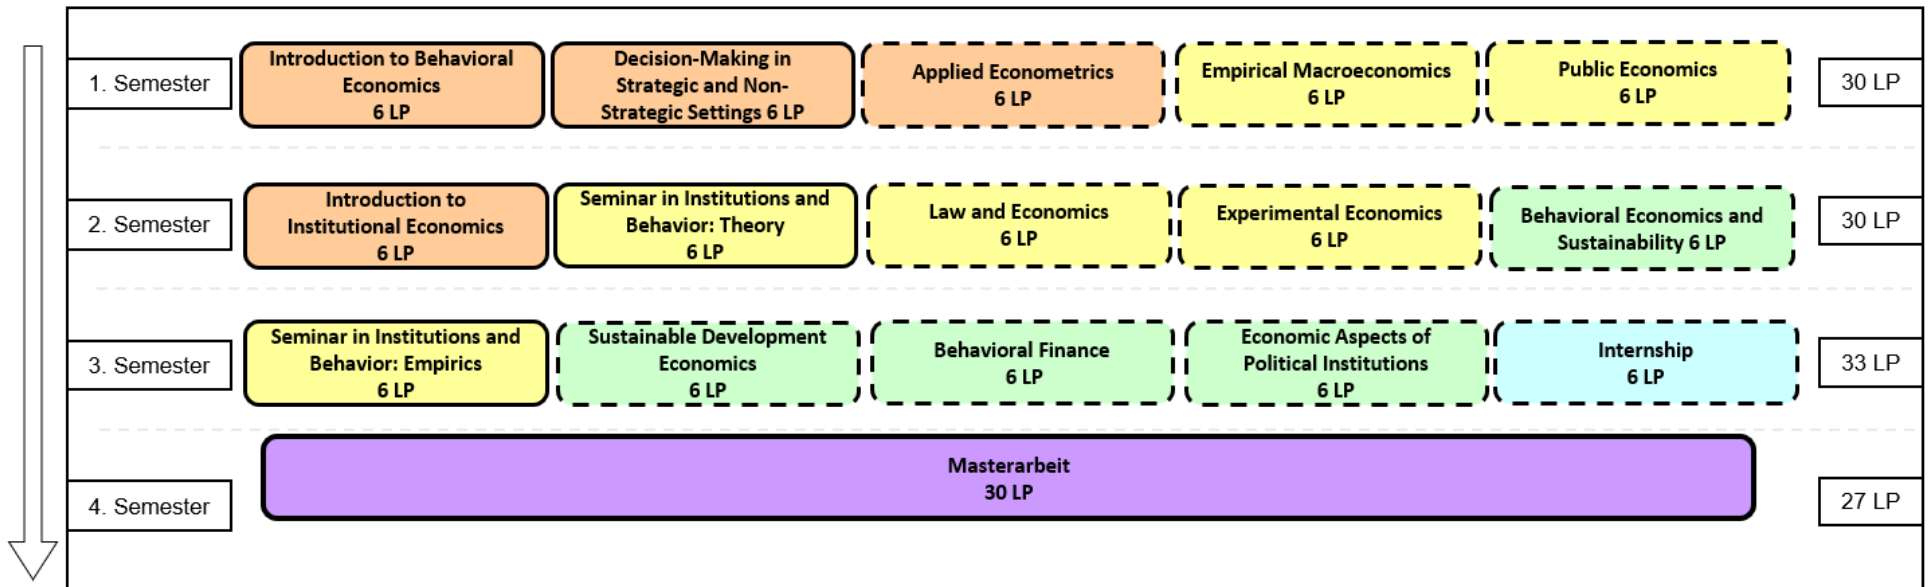 1. Semester
Introduction to Behavioral
Economics
6 LP
Decision-Making in
Strategic and Non-
Strategic Settings 6 LP
Applied Econometrics
6 LP
Empirical Macroeconomics
6 LP
Public Economics
6 LP
30 LP
2. Semester
Introduction to
Institutional Economics
6 LP
Seminar in Institutions and
Behavior: Theory
6 LP
Law and Economics
6 LP
Experimental Economics
6 LP
Behavioral Economics and
Sustainability 6 LP
30 LP
3. Semester
Seminar in Institutions and
Behavior: Empirics
6 LP
Sustainable Development
Economics
6 LP
Behavioral Finance
6 LP
Economic Aspects of
Political Institutions
6 LP
Internship
6 LP
33 LP
4. Semester
Masterarbeit
30 LP
27 LP